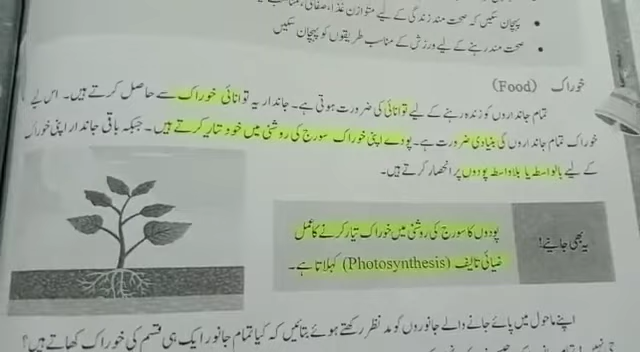 پہچان سکیں کہ صحت مند زندگی کے لیے متوازن غذا، صفائی، مناسب
صحت مند رہنے کے لیے ورزش کے مناسب طریقوں کو پہچان سکیں
خوراک (Food)
تمام جانداروں کو زندہ رہنے کے لیے توانائی کی ضرورت ہوتی ہے۔ جاندار یہ توانائی خوراک سے حاصل کرتے ہیں۔ اس لیے
خوراک تمام جانداروں کی بنیادی ضرورت ہے۔ پودے اپنی خوراک سورج کی روشنی میں خود تیار کرتے ہیں۔ جبکہ باقی جاندار اپنی خوراک
کے لیے بالواسطہ یا بلاواسطہ پودوں پر انحصار کرتے ہیں۔
یہ بھی جانیے!
پودوں کا سورج کی روشنی میں خوراک تیار کرنے کا عمل
ضیائی تالیف (Photosynthesis) کہلاتا ہے۔
اپنے ماحول میں پائے جانے والے جانوروں کو مدنظر رکھتے ہوئے بتائیں کہ کیا تمام جانور ایک ہی قسم کی خوراک کھاتے ہیں؟